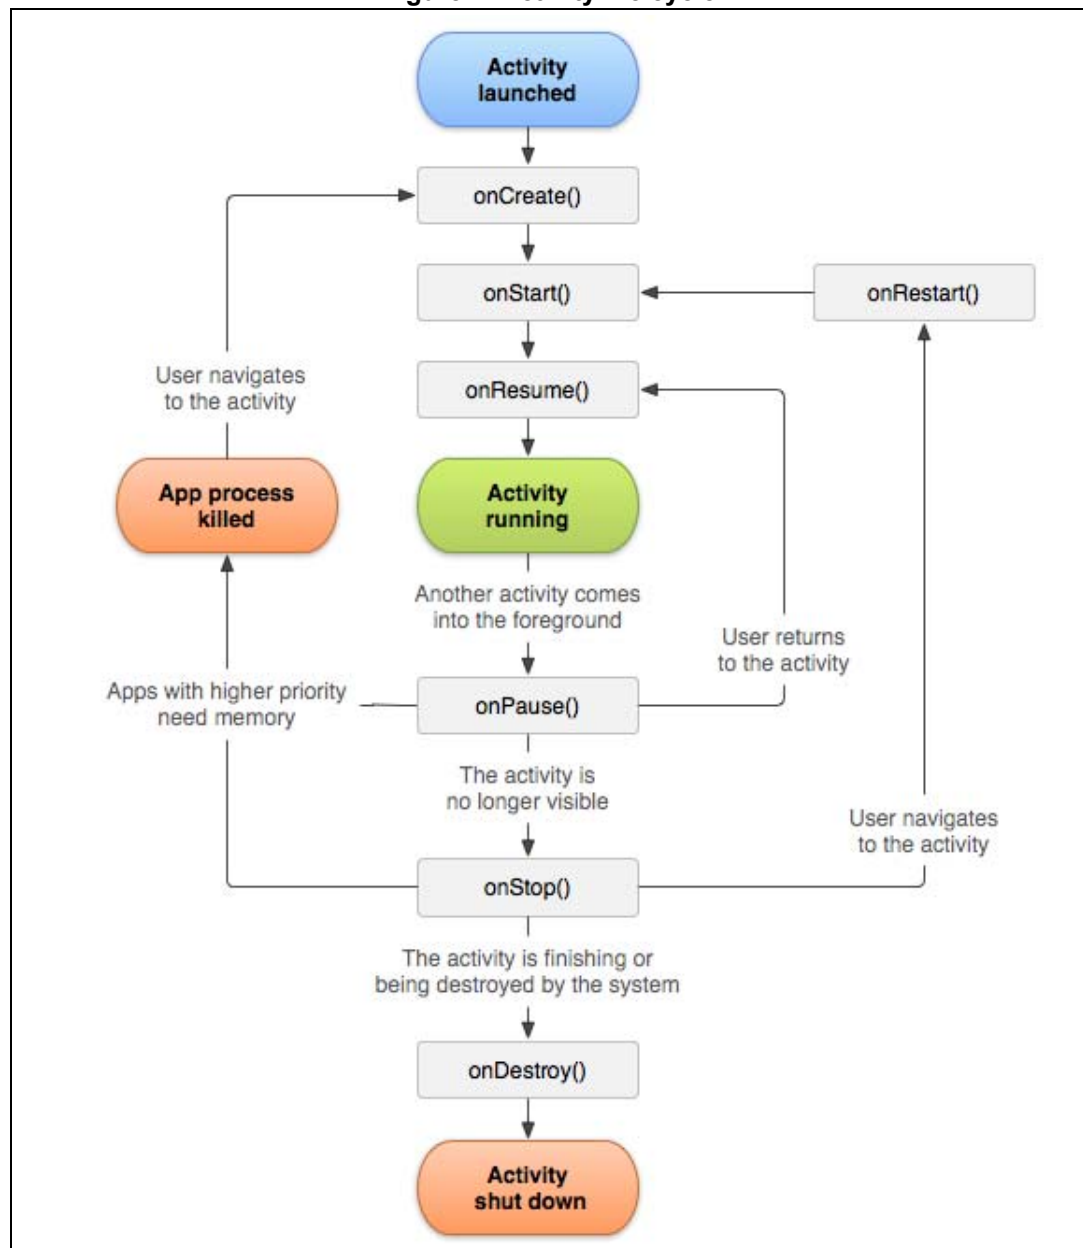 Activity
launched
onCreate()
onStart()
onRestart()
onResume()
User navigates
to the activity
App process
killed
Activity
running
Another activity comes
into the foreground
User returns
to the activity
Apps with higher priority
need memory
onPause()
The activity is
no longer visible
User navigates
to the activity
onStop()
The activity is finishing or
being destroyed by the system
onDestroy()
Activity
shut down